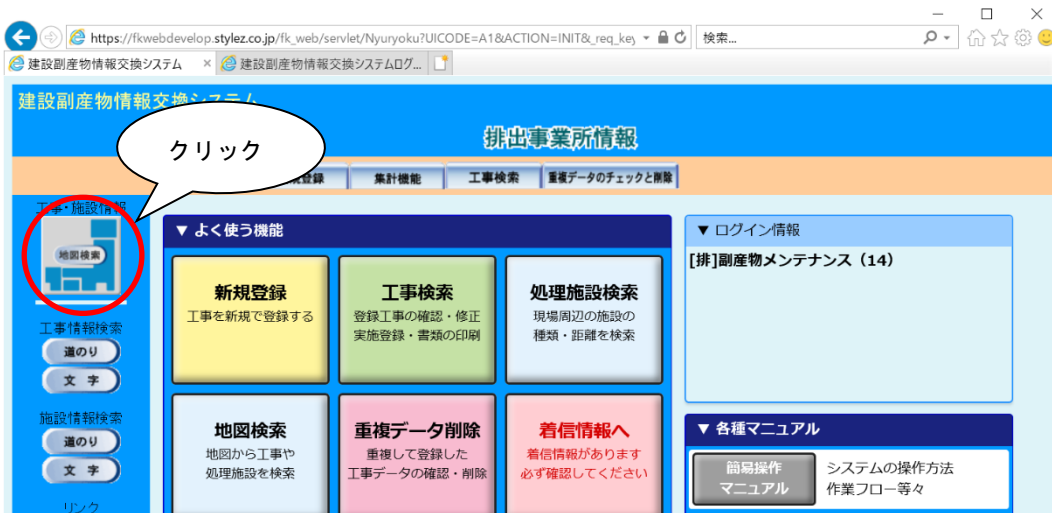 https://fkwebdevelop.stylez.co.jp/fk_web/servlet/Nyuryoku?UICODE=A1&ACTION=INIT&_req_key
検索...
建設副産物情報交換システム
建設副産物情報交換システムログ...
建設副産物情報交換システム
排出事業所情報
クリック
登録
集計機能
工事検索
重複データのチェックと削除
工事・施設情報
地図検索
工事情報検索
道のり
文字
施設情報検索
道のり
文字
リンク
▼ よく使う機能
新規登録
工事を新規で登録する
工事検索
登録工事の確認・修正
実施登録・書類の印刷
処理施設検索
現場周辺の施設の
種類・距離を検索
地図検索
地図から工事や
処理施設を検索
重複データ削除
重複して登録した
工事データの確認・削除
着信情報へ
着信情報があります
必ず確認してください
▼ ログイン情報
[排]副産物メンテナンス（14）
▼ 各種マニュアル
簡易操作
マニュアル
システムの操作方法
作業フロー等々